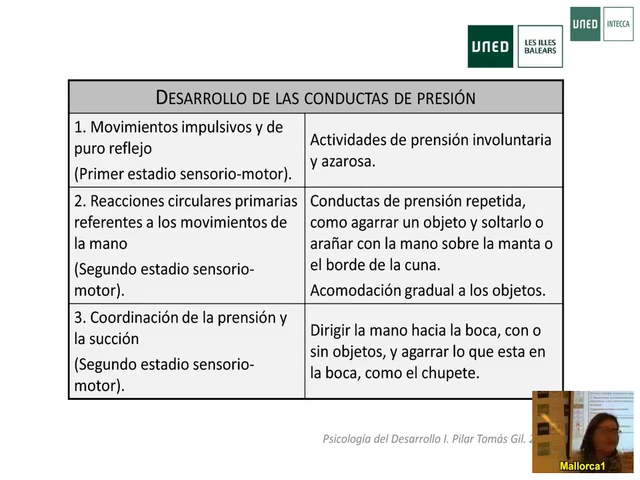 UNED
INTECCA
UNED
LES ILLES
BALEARS
DESARROLLO DE LAS CONDUCTAS DE PRESIÓN
1. Movimientos impulsivos y de
puro reflejo
(Primer estadio sensorio-motor).
Actividades de prensión involuntaria
y azarosa.
2. Reacciones circulares primarias
referentes a los movimientos de
la mano
(Segundo estadio sensorio-
motor).
Conductas de prensión repetida,
como agarrar un objeto y soltarlo o
arañar con la mano sobre la manta o
el borde de la cuna.
Acomodación gradual a los objetos.
3. Coordinación de la prensión y
la succión
(Segundo estadio sensorio-
motor).
Dirigir la mano hacia la boca, con o
sin objetos, y agarrar lo que esta en
la boca, como el chupete.
Psicología del Desarrollo I. Pilar Tomás Gil.
Mallorca1